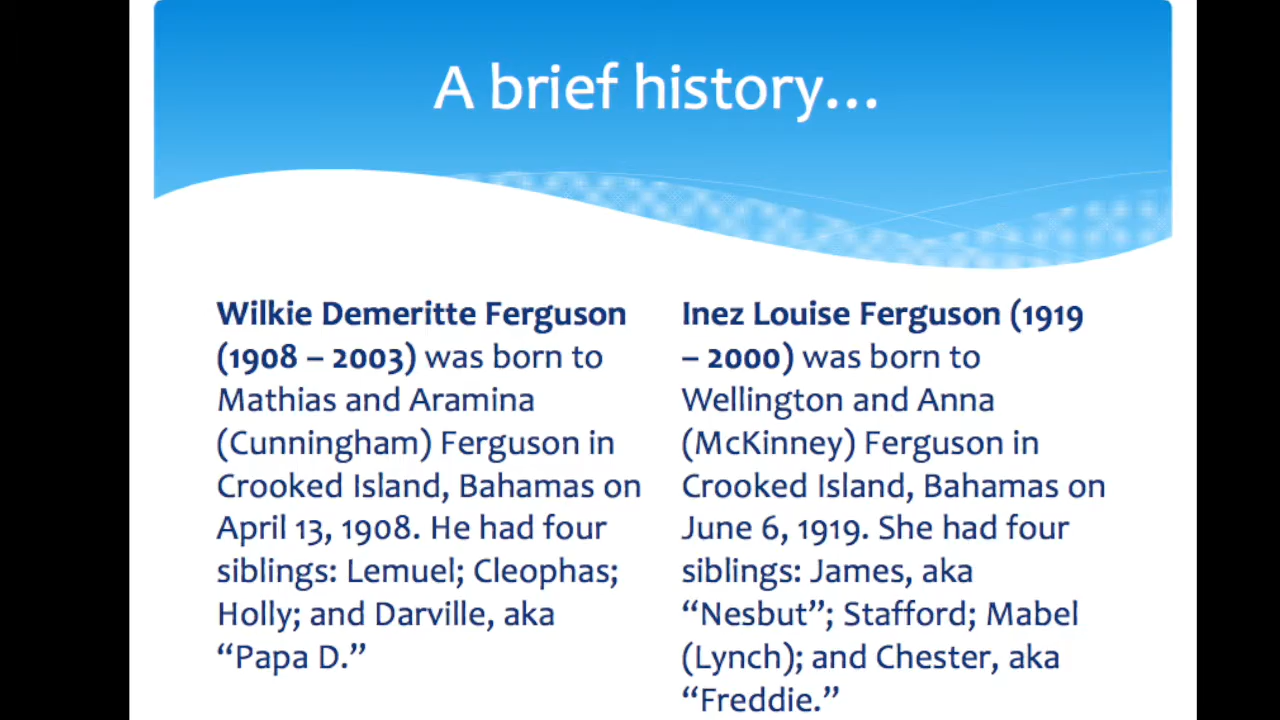 A brief history...
Wilkie Demeritte Ferguson
(1908 – 2003) was born to
Mathias and Aramina
(Cunningham) Ferguson in
Crooked Island, Bahamas on
April 13, 1908. He had four
siblings: Lemuel; Cleophas;
Holly; and Darville, aka
“Papa D.”
Inez Louise Ferguson (1919
– 2000) was born to
Wellington and Anna
(McKinney) Ferguson in
Crooked Island, Bahamas on
June 6, 1919. She had four
siblings: James, aka
“Nesbut”; Stafford; Mabel
(Lynch); and Chester, aka
“Freddie.”